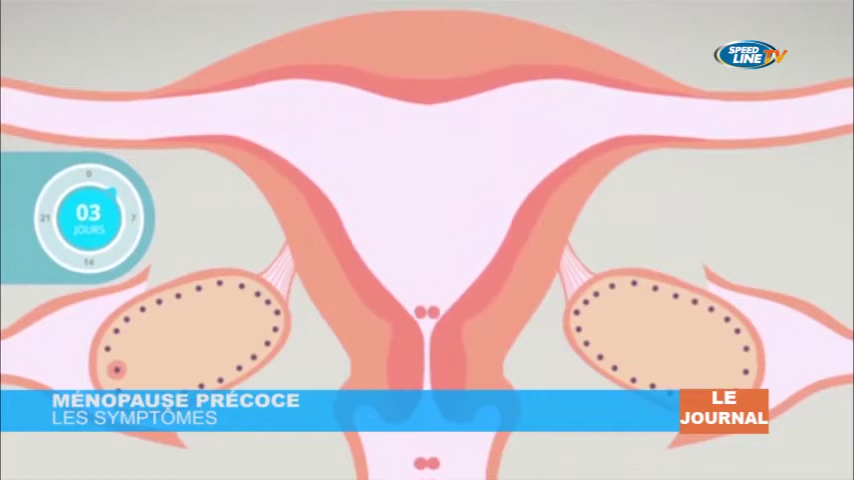 SPEED
LINE TV
0
03
JOURS
21
7
14
MÉNOPAUSE PRÉCOCE
LES SYMPTÔMES
LE
JOURNAL